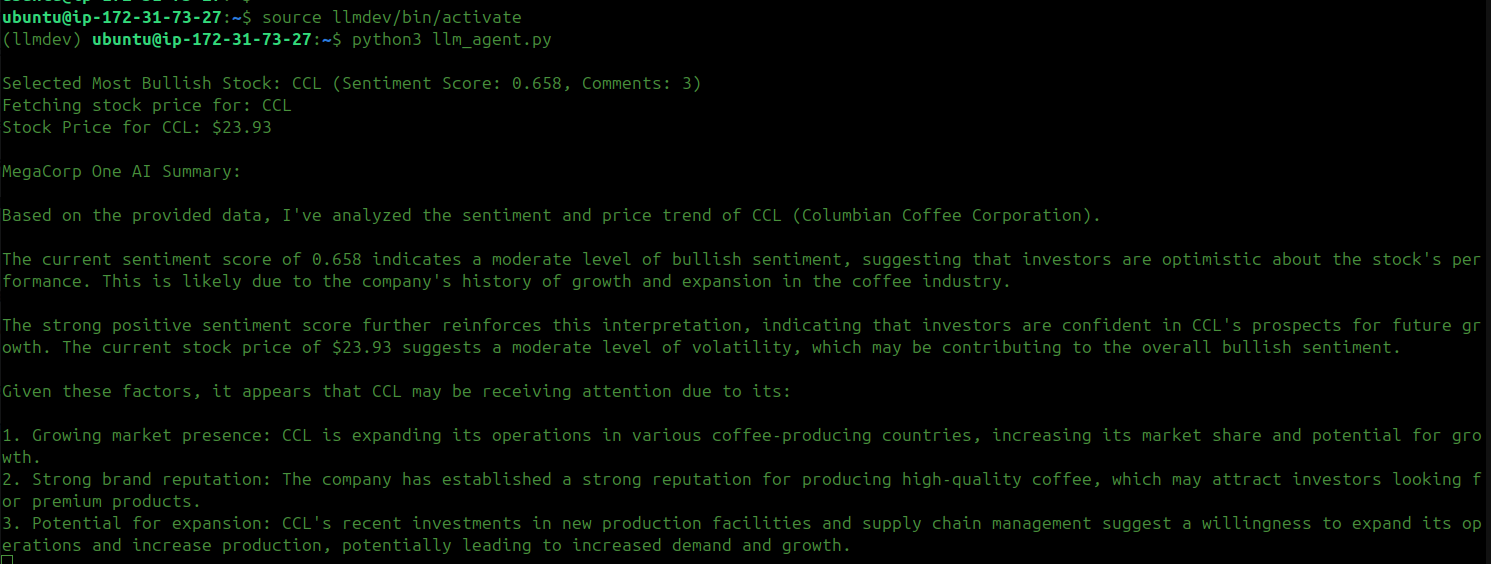 ubuntu@ip-172-31-73-27:~$ source llmdev/bin/activate
(llmdev) ubuntu@ip-172-31-73-27:~$ python3 llm_agent.py
Selected Most Bullish Stock: CCL (Sentiment Score: 0.658, Comments: 3)
Fetching stock price for: CCL
Stock Price for CCL: $23.93
MegaCorp One AI Summary:
Based on the provided data, I've analyzed the sentiment and price trend of CCL (Columbian Coffee Corporation).
The current sentiment score of 0.658 indicates a moderate level of bullish sentiment, suggesting that investors are optimistic about the stock's per
formance. This is likely due to the company's history of growth and expansion in the coffee industry.
The strong positive sentiment score further reinforces this interpretation, indicating that investors are confident in CCL's prospects for future gr
owth. The current stock price of $23.93 suggests a moderate level of volatility, which may be contributing to the overall bullish sentiment.
Given these factors, it appears that CCL may be receiving attention due to its:
1. Growing market presence: CCL is expanding its operations in various coffee-producing countries, increasing its market share and potential for gro
wth.
2. Strong brand reputation: The company has established a strong reputation for producing high-quality coffee, which may attract investors looking f
or premium products.
3. Potential for expansion: CCL's recent investments in new production facilities and supply chain management suggest a willingness to expand its op
erations and increase production, potentially leading to increased demand and growth.